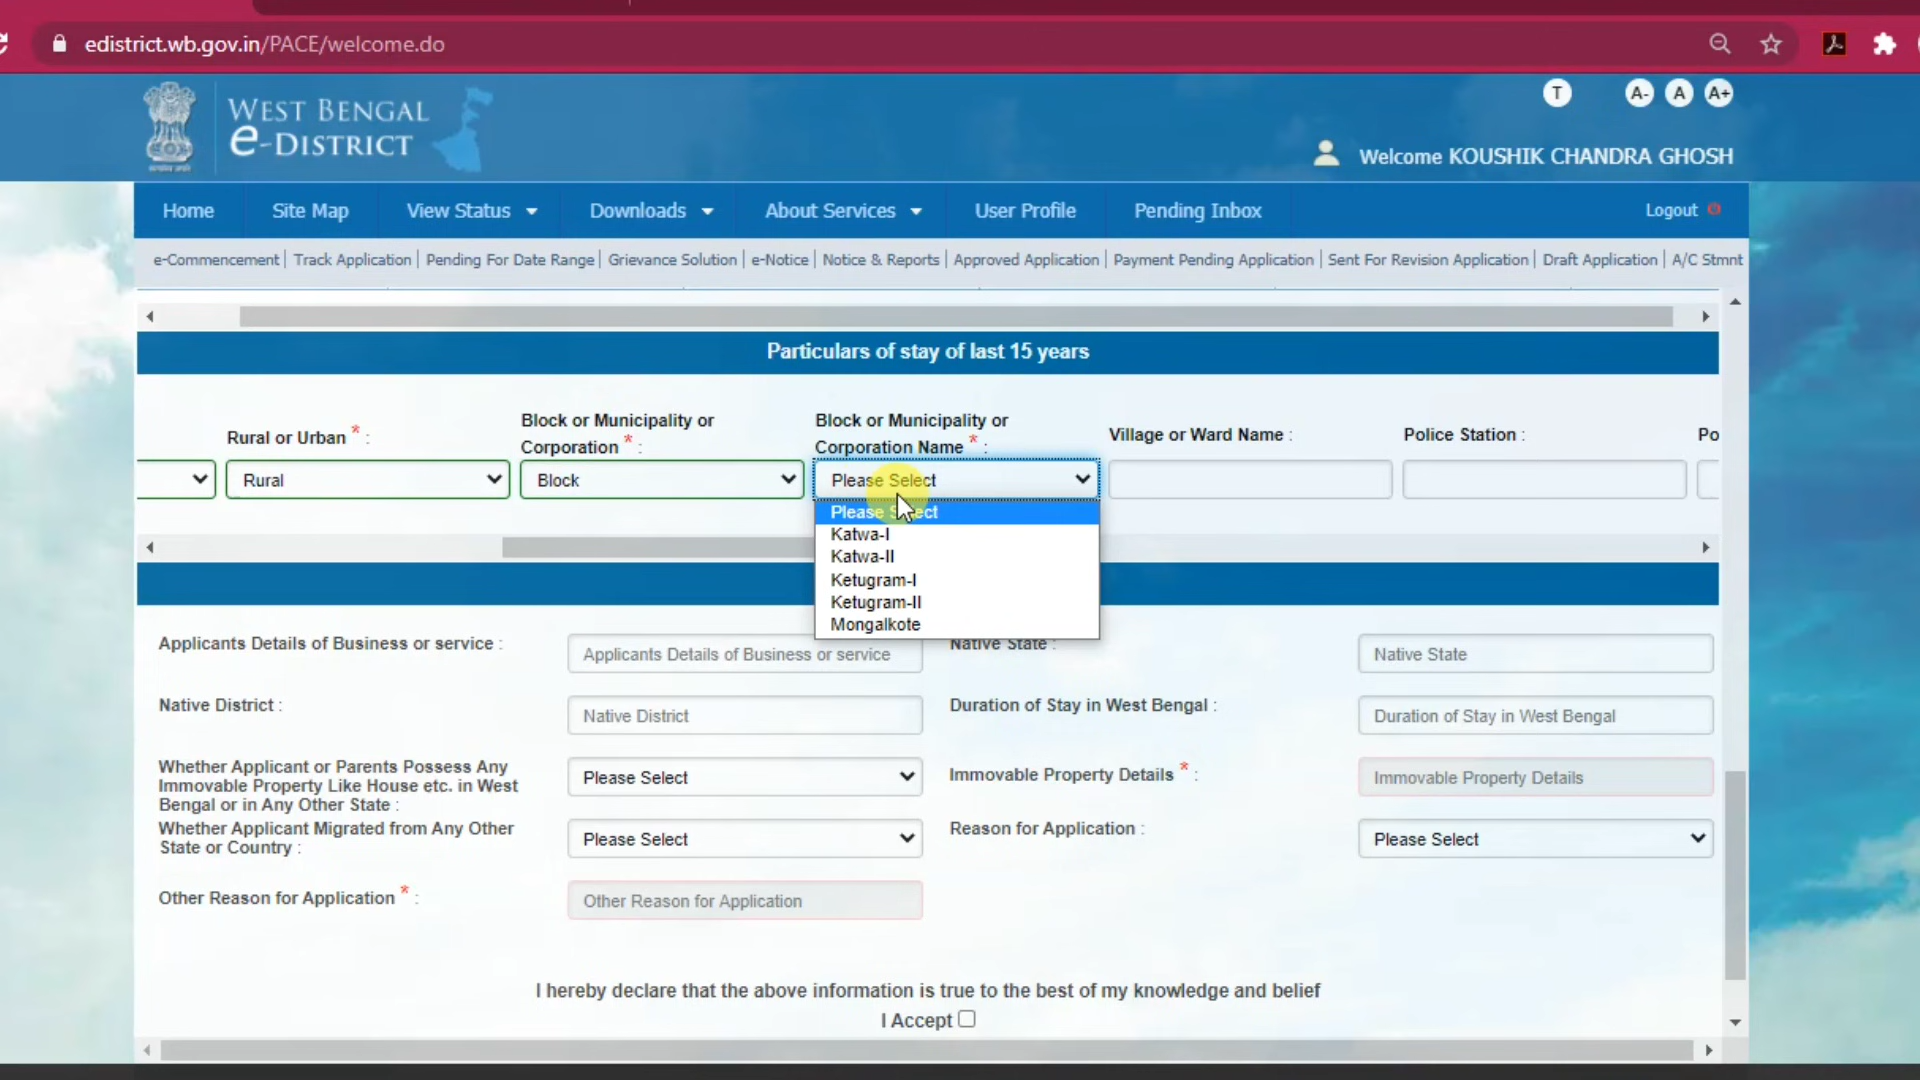 edistrict.wb.gov.in/PACE/welcome.do
T A- A A+
WEST BENGAL
e-DISTRICT
Welcome KOUSHIK CHANDRA GHOSH
Home Site Map View Status Downloads About Services User Profile Pending Inbox Logout
e-Commencement | Track Application | Pending For Date Range | Grievance Solution | e-Notice | Notice & Reports | Approved Application | Payment Pending Application | Sent For Revision Application | Draft Application | A/C Stmnt
Particulars of stay of last 15 years
Rural or Urban * :
Block or Municipality or
Corporation * :
Block or Municipality or
Corporation Name * :
Village or Ward Name :
Police Station :
Po
Rural
Block
Please Select
Please Select
Katwa-I
Katwa-II
Ketugram-I
Ketugram-II
Mongalkote
Applicants Details of Business or service :
Applicants Details of Business or service
Native State :
Native State
Native District :
Native District
Duration of Stay in West Bengal :
Duration of Stay in West Bengal
Whether Applicant or Parents Possess Any
Immovable Property Like House etc. in West
Bengal or in Any Other State :
Please Select
Immovable Property Details * :
Immovable Property Details
Whether Applicant Migrated from Any Other
State or Country :
Please Select
Reason for Application :
Please Select
Other Reason for Application * :
Other Reason for Application
I hereby declare that the above information is true to the best of my knowledge and belief
I Accept